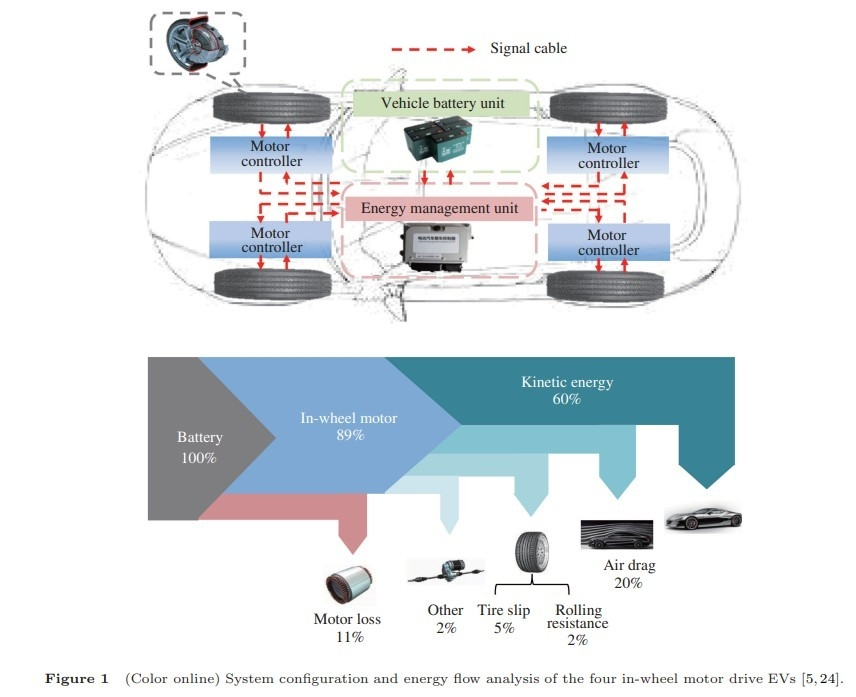 Signal cable
Vehicle battery unit
Motor
controller
Motor
controller
Energy management unit
Motor
controller
Motor
controller
Kinetic energy
60%
In-wheel motor
89%
Battery
100%
Air drag
20%
Other
2%
Tire slip
5%
Rolling
resistance
2%
Motor loss
11%
Figure 1 (Color online) System configuration and energy flow analysis of the four in-wheel motor drive EVs [5,24].